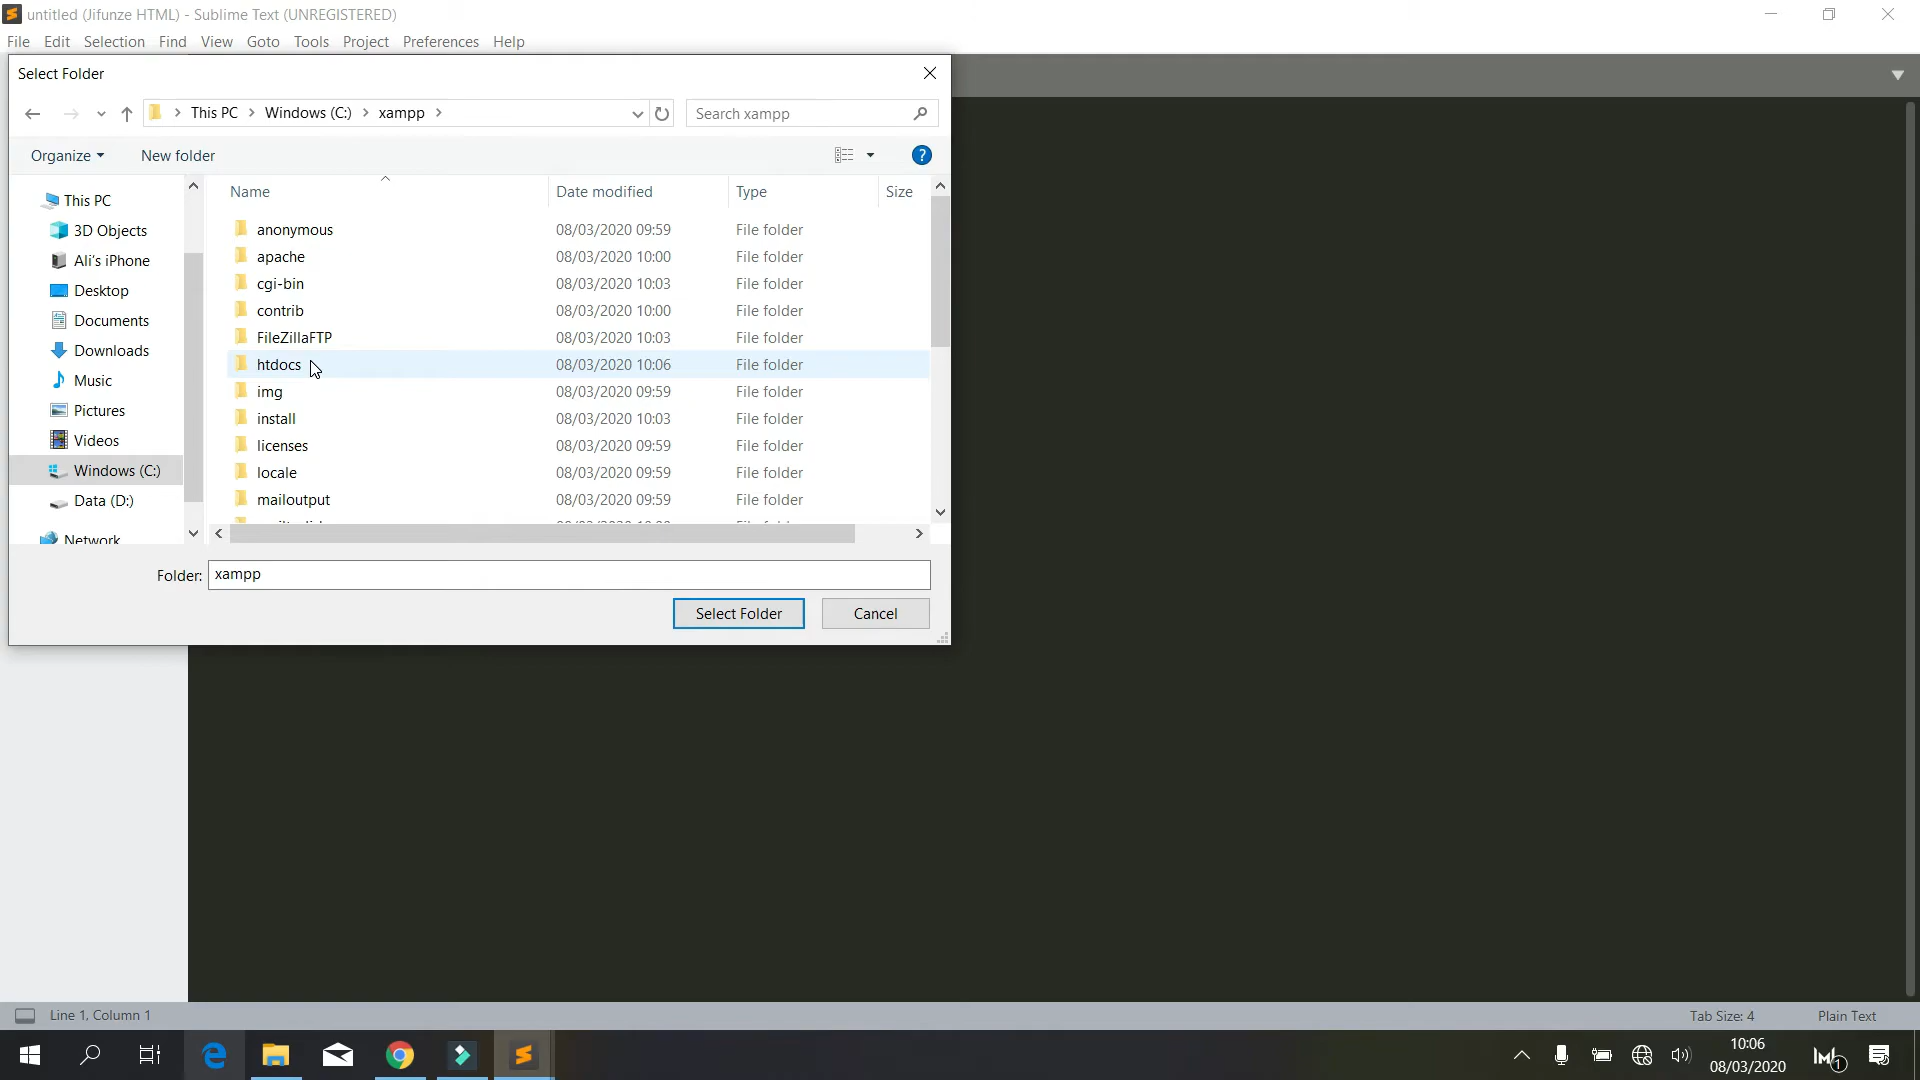 untitled (Jifunze HTML) - Sublime Text (UNREGISTERED)
File Edit Selection Find View Goto Tools Project Preferences Help
Select Folder
This PC > Windows (C:) > xampp >
Search xampp
Organize
New folder
Name Date modified Type Size
This PC
3D Objects
Ali's iPhone
Desktop
Documents
Downloads
Music
Pictures
Videos
Windows (C:)
Data (D:)
Network
anonymous 08/03/2020 09:59 File folder
apache 08/03/2020 10:00 File folder
cgi-bin 08/03/2020 10:03 File folder
contrib 08/03/2020 10:00 File folder
FileZillaFTP 08/03/2020 10:03 File folder
htdocs 08/03/2020 10:06 File folder
img 08/03/2020 09:59 File folder
install 08/03/2020 10:03 File folder
licenses 08/03/2020 09:59 File folder
locale 08/03/2020 09:59 File folder
mailoutput 08/03/2020 09:59 File folder
Folder: xampp
Select Folder
Cancel
Line 1, Column 1
Tab Size: 4
Plain Text
10:06
08/03/2020